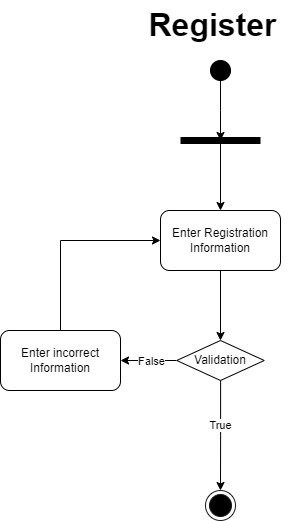 Register
Enter Registration
Information
Enter incorrect
Information
False
Validation
True